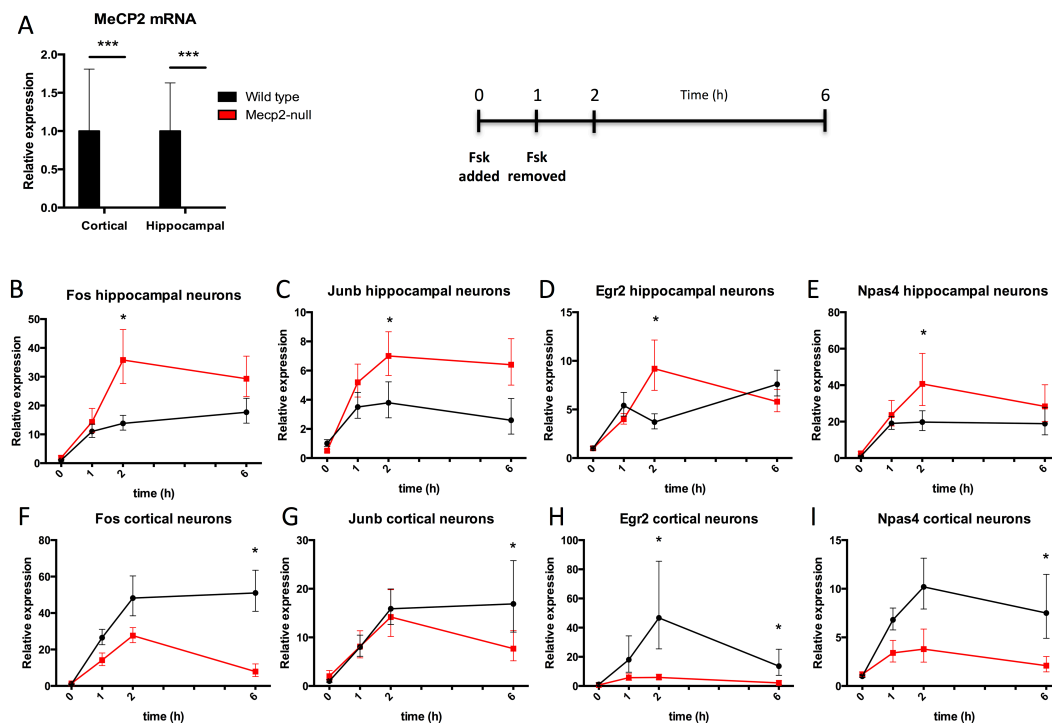 A
MeCP2 mRNA
Relative expression
2.0
1.5
1.0
0.5
0.0
***
***
Cortical
Hippocampal
Wild type
Mecp2-null
0
1
2
Time (h)
6
Fsk
added
Fsk
removed
B
Fos hippocampal neurons
Relative expression
50
40
30
20
10
0
*
0
1
2
6
time (h)
C
Junb hippocampal neurons
Relative expression
10
8
6
4
2
0
*
0
1
2
6
time (h)
D
Egr2 hippocampal neurons
Relative expression
15
10
5
0
*
0
1
2
6
time (h)
E
Npas4 hippocampal neurons
Relative expression
80
60
40
20
0
*
0
1
2
6
time (h)
F
Fos cortical neurons
Relative expression
80
60
40
20
0
*
0
1
2
6
time (h)
G
Junb cortical neurons
Relative expression
30
20
10
0
*
0
1
2
6
time (h)
H
Egr2 cortical neurons
Relative expression
100
80
60
40
20
0
*
*
0
1
2
6
time (h)
I
Npas4 cortical neurons
Relative expression
15
10
5
0
*
0
1
2
6
time (h)